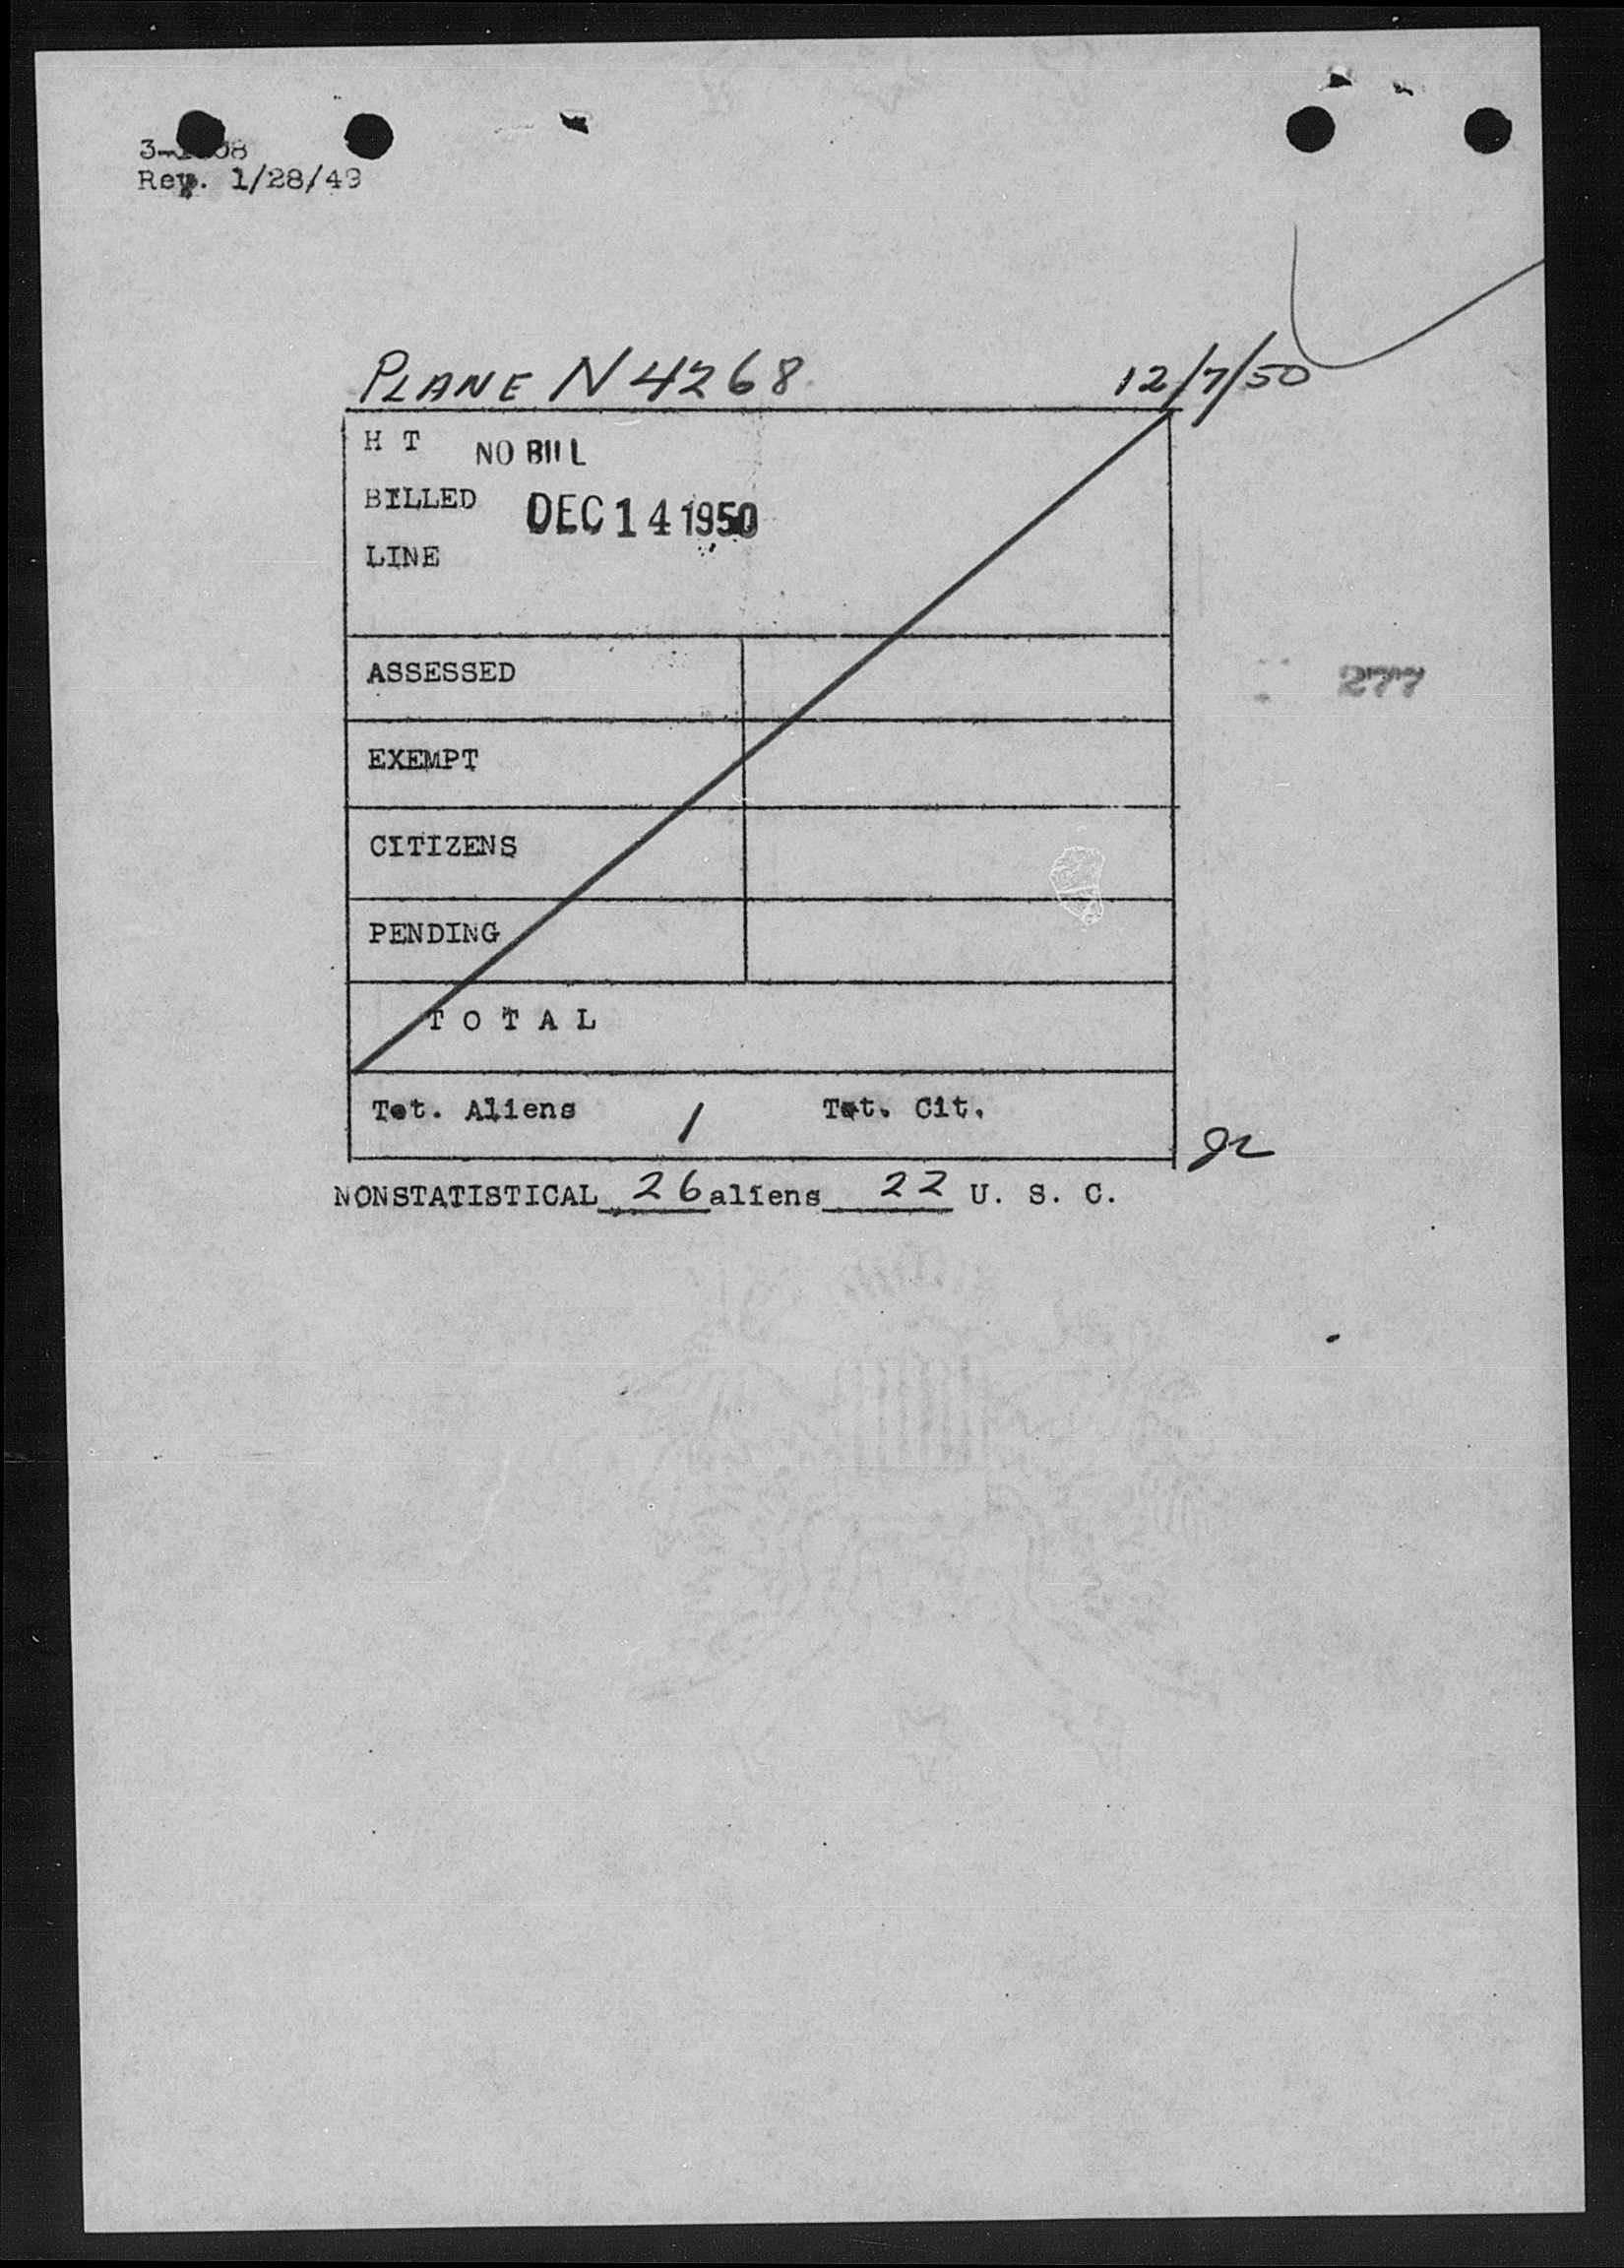 Rev. 1/28/49
PLANE N 4268 12/7/50
H T NO BILL
BILLED DEC 14 1950
LINE
ASSESSED
277
EXEMPT
CITIZENS
PENDING
T O T A L
Tot. Aliens 1 Tot. Cit.
NONSTATISTICAL 26 aliens 22 U. S. C.